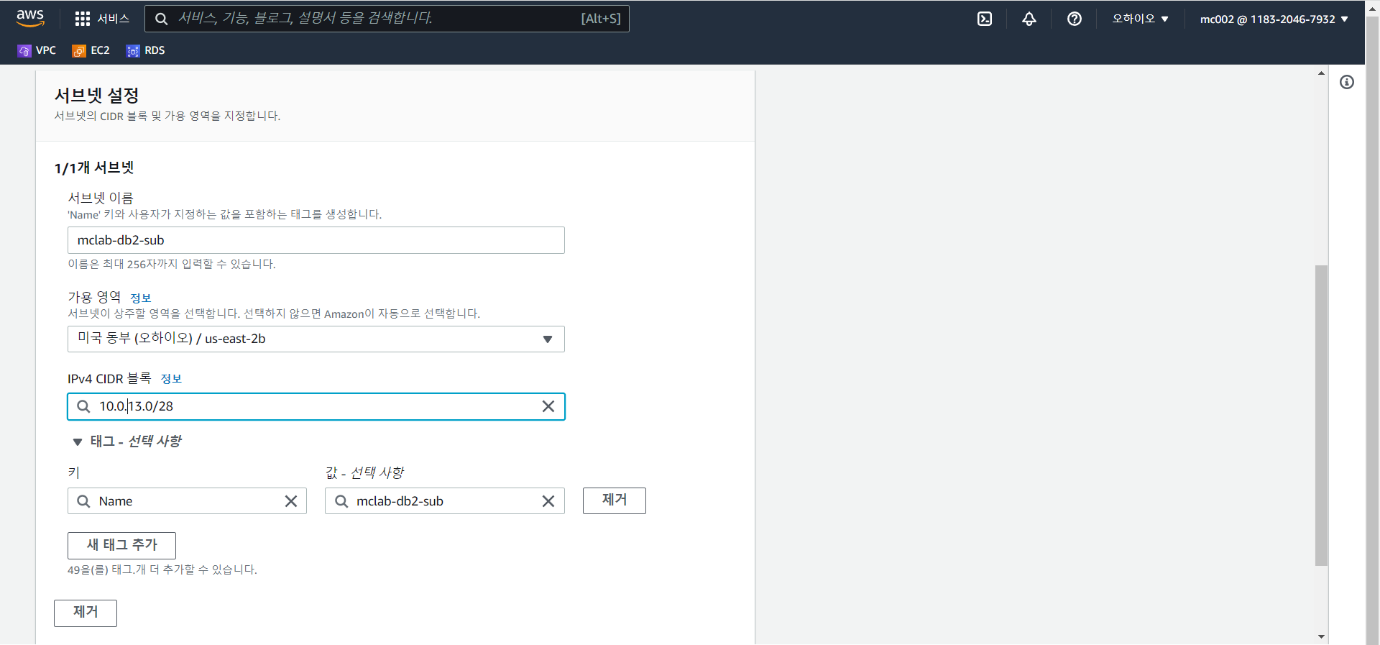 aws 서비스 서비스, 기능, 블로그, 설명서 등을 검색합니다. [Alt+S] 오하이오 mc002 @ 1183-2046-7932
VPC EC2 RDS
서브넷 설정
서브넷의 CIDR 블록 및 가용 영역을 지정합니다.
1/1개 서브넷
서브넷 이름
'Name' 키와 사용자가 지정하는 값을 포함하는 태그를 생성합니다.
mclab-db2-sub
이름은 최대 256자까지 입력할 수 있습니다.
가용 영역 정보
서브넷이 상주할 영역을 선택합니다. 선택하지 않으면 Amazon이 자동으로 선택합니다.
미국 동부 (오하이오) / us-east-2b
IPv4 CIDR 블록 정보
10.0.13.0/28
태그 - 선택 사항
키 값 - 선택 사항
Name mclab-db2-sub 제거
새 태그 추가
49을(를) 태그.개 더 추가할 수 있습니다.
제거